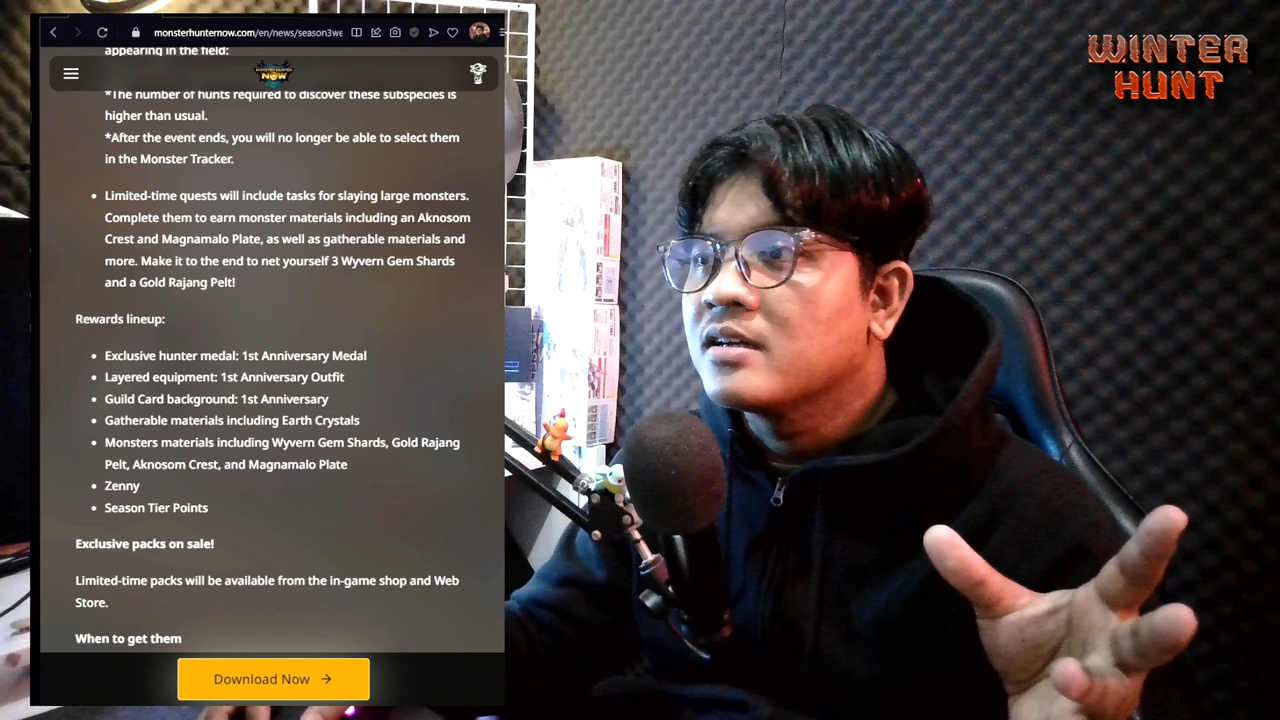 monsterhunternow.com/en/news/season3we
appearing in the field:
MONSTER HUNTER
NOW
*The number of hunts required to discover these subspecies is
higher than usual.
*After the event ends, you will no longer be able to select them
in the Monster Tracker.
• Limited-time quests will include tasks for slaying large monsters.
Complete them to earn monster materials including an Aknosom
Crest and Magnamalo Plate, as well as gatherable materials and
more. Make it to the end to net yourself 3 Wyvern Gem Shards
and a Gold Rajang Pelt!
Rewards lineup:
• Exclusive hunter medal: 1st Anniversary Medal
• Layered equipment: 1st Anniversary Outfit
• Guild Card background: 1st Anniversary
• Gatherable materials including Earth Crystals
• Monsters materials including Wyvern Gem Shards, Gold Rajang
Pelt, Aknosom Crest, and Magnamalo Plate
• Zenny
• Season Tier Points
Exclusive packs on sale!
Limited-time packs will be available from the in-game shop and Web
Store.
When to get them
Download Now →
WINTER
HUNT